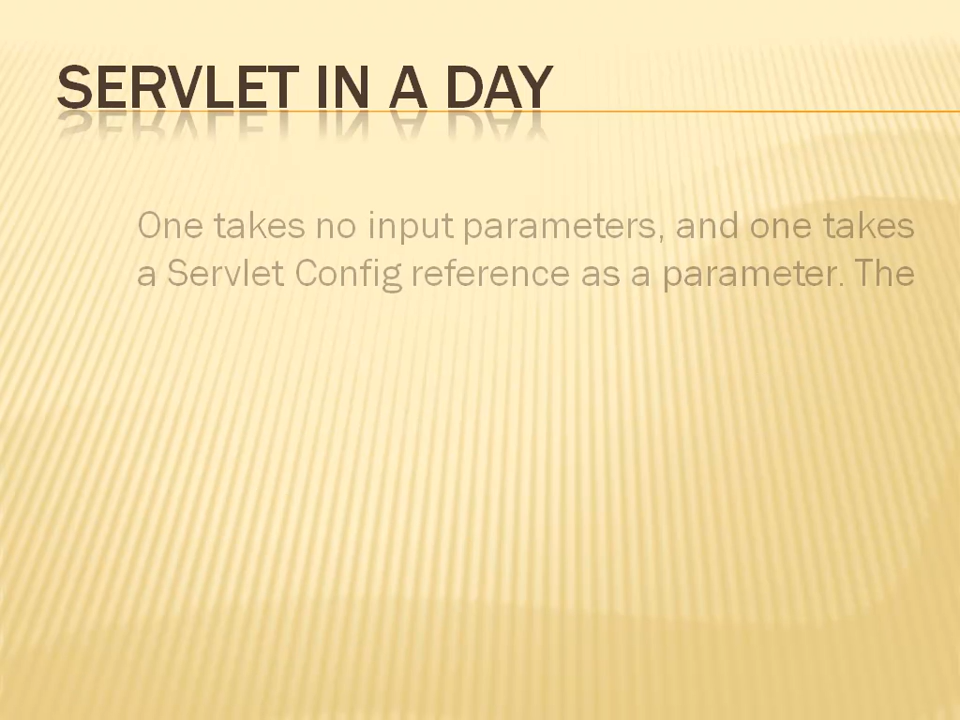 SERVLET IN A DAY
One takes no input parameters, and one takes
a Servlet Config reference as a parameter. The